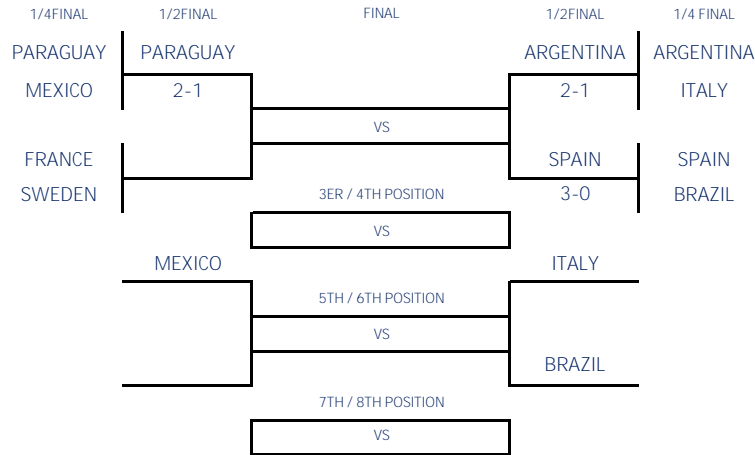 1/4FINAL 1/2FINAL FINAL 1/2FINAL 1/4 FINAL
PARAGUAY PARAGUAY ARGENTINA ARGENTINA
MEXICO 2-1 2-1 ITALY
VS
FRANCE SPAIN SPAIN
SWEDEN 3ER / 4TH POSITION 3-0 BRAZIL
VS
MEXICO ITALY
5TH / 6TH POSITION
VS
BRAZIL
7TH / 8TH POSITION
VS